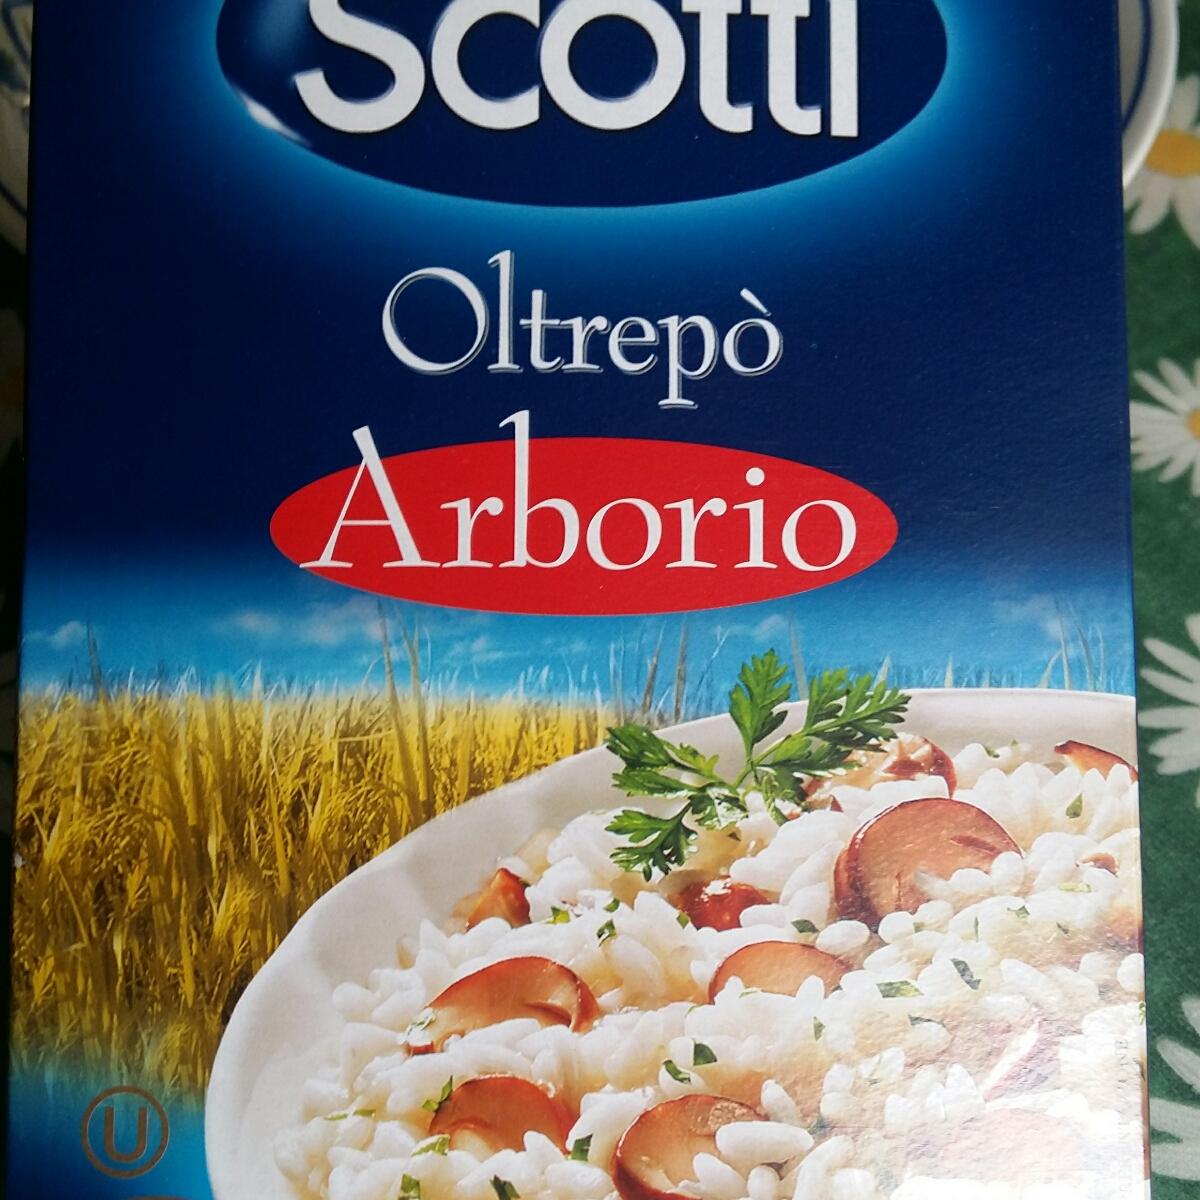 Scotti
Oltrepò
Arborio
U